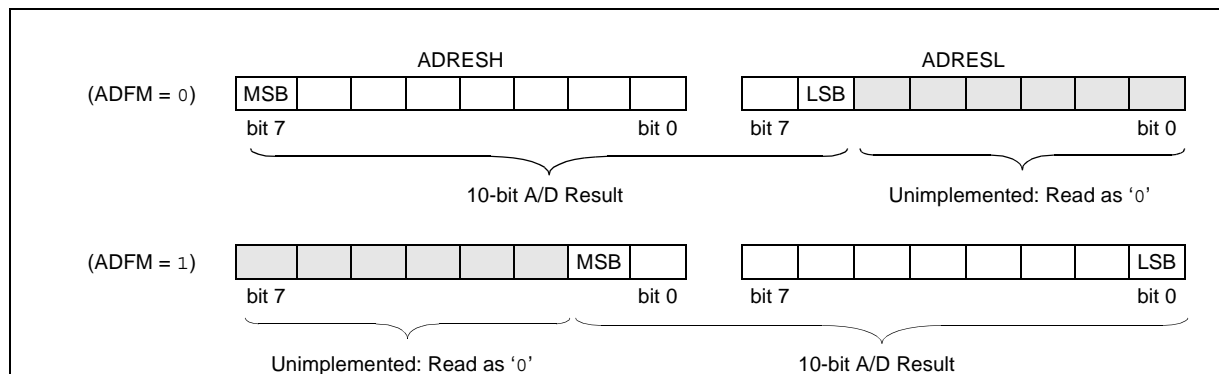 ADRESH ADRESL
(ADFM = 0) MSB LSB
bit 7 bit 0 bit 7 bit 0
10-bit A/D Result Unimplemented: Read as ‘0’
(ADFM = 1) MSB LSB
bit 7 bit 0 bit 7 bit 0
Unimplemented: Read as ‘0’ 10-bit A/D Result